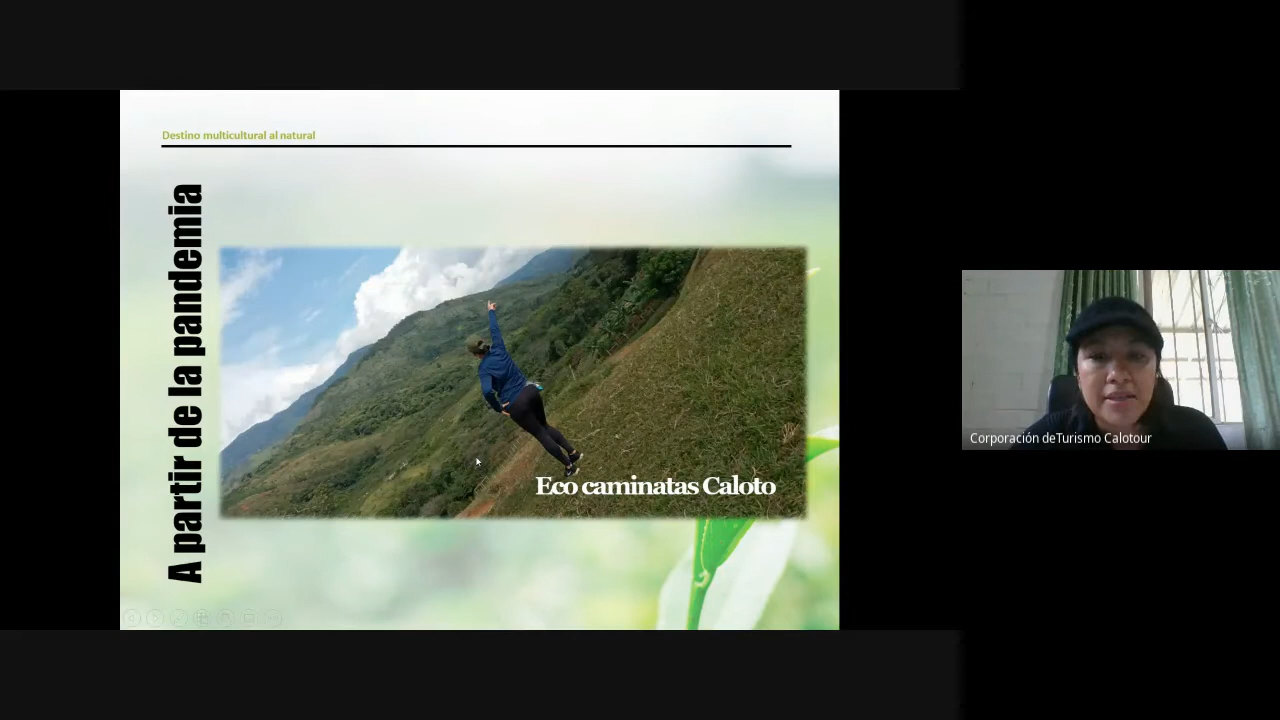 Destino multicultural al natural
A partir de la pandemia
Eco caminatas Caloto
Corporación deTurismo Calotour